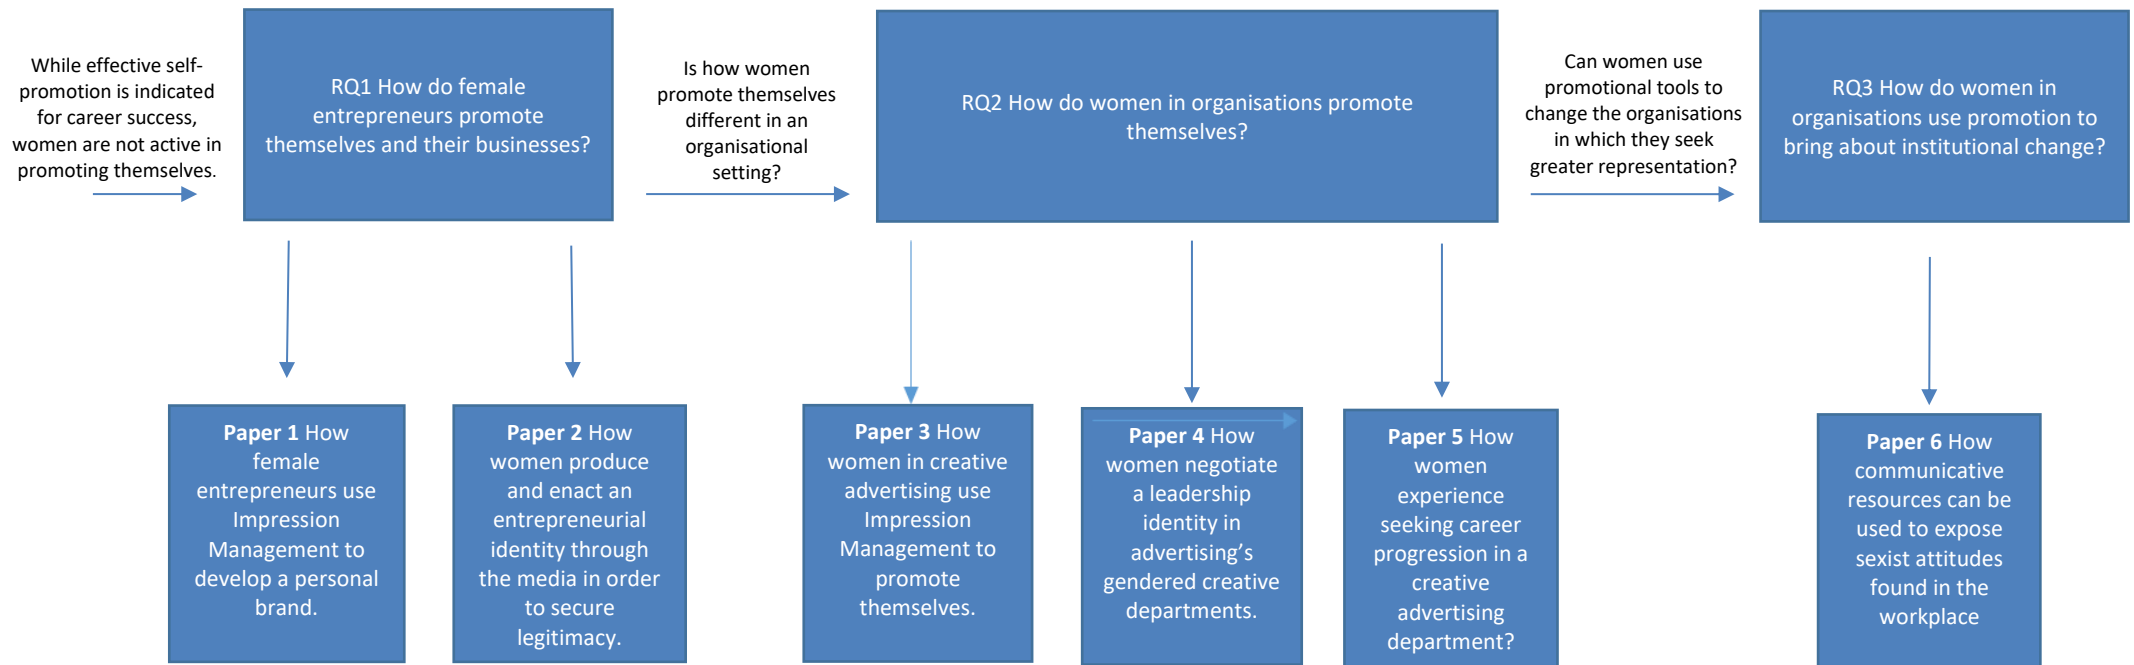 While effective self-
promotion is indicated
for career success,
women are not active in
promoting themselves.
RQ1 How do female
entrepreneurs promote
themselves and their businesses?
Is how women
promote themselves
different in an
organisational
setting?
RQ2 How do women in organisations promote
themselves?
Can women use
promotional tools to
change the organisations
in which they seek
greater representation?
RQ3 How do women in
organisations use promotion to
bring about institutional change?
Paper 1 How
female
entrepreneurs use
Impression
Management to
develop a personal
brand.
Paper 2 How
women produce
and enact an
entrepreneurial
identity through
the media in order
to secure
legitimacy.
Paper 3 How
women in creative
advertising use
Impression
Management to
promote
themselves.
Paper 4 How
women negotiate
a leadership
identity in
advertising’s
gendered creative
departments.
Paper 5 How
women
experience
seeking career
progression in a
creative
advertising
department?
Paper 6 How
communicative
resources can be
used to expose
sexist attitudes
found in the
workplace